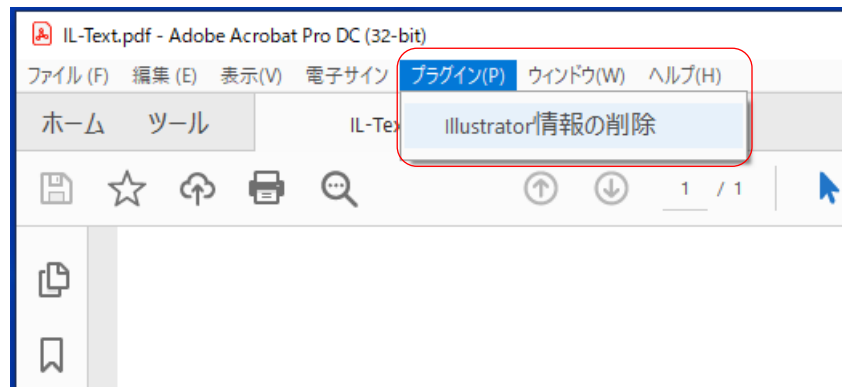 IL-Text.pdf - Adobe Acrobat Pro DC (32-bit)
ファイル (F) 編集 (E) 表示(V) 電子サイン プラグイン(P) ウィンドウ(W) ヘルプ(H)
ホーム ツール IL-Te
Illustrator情報の削除
1 / 1